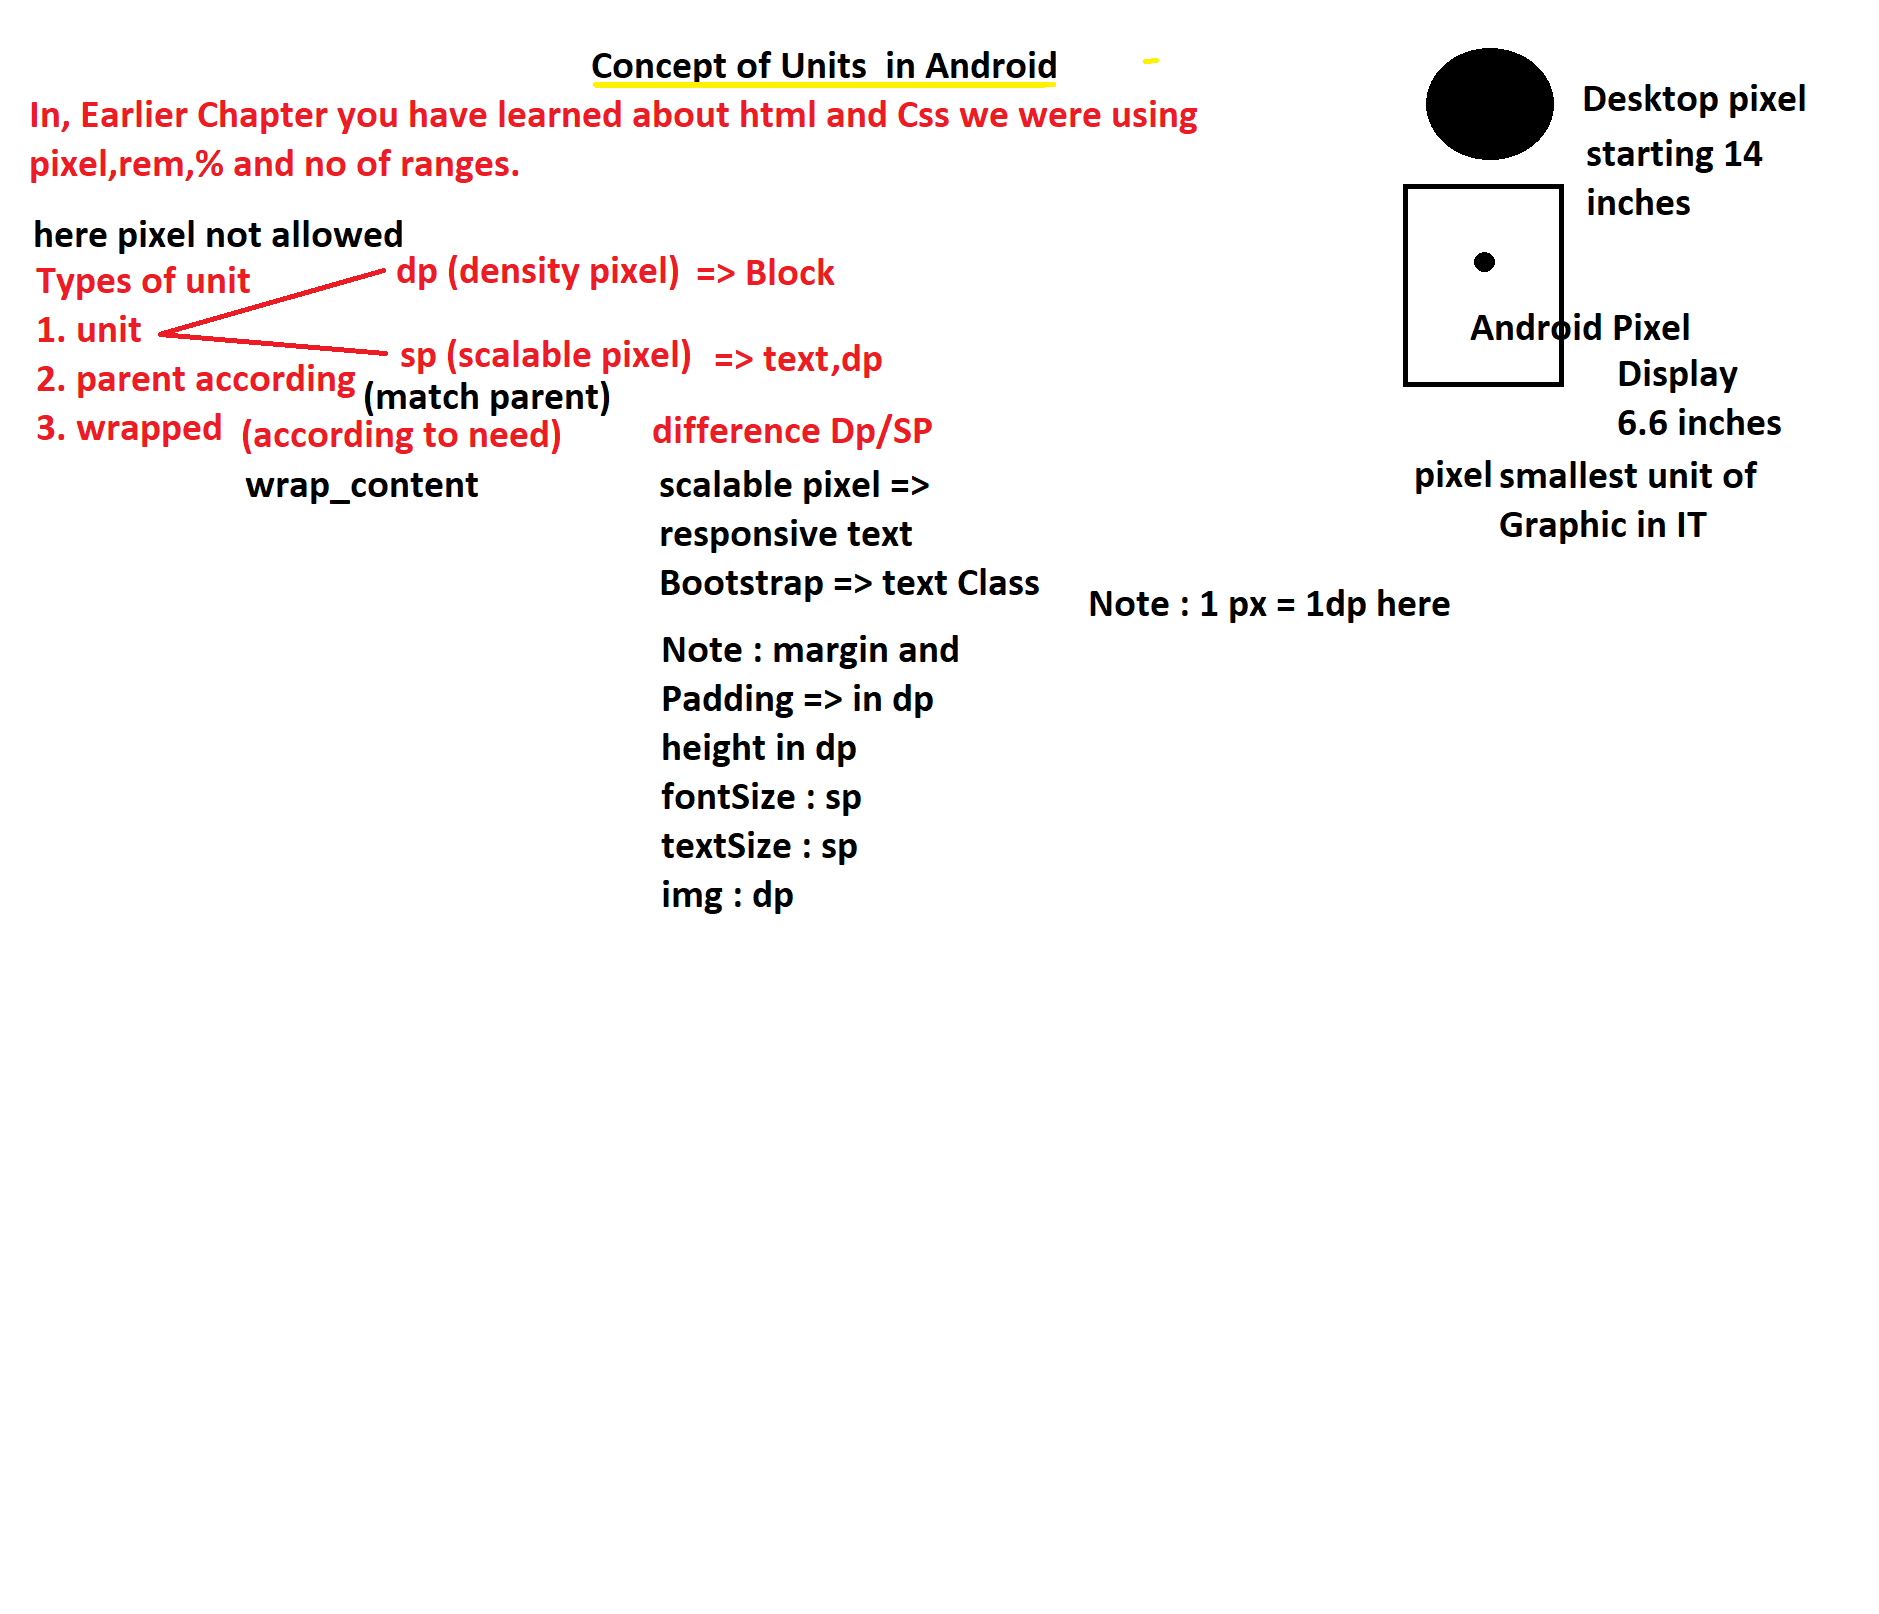 Concept of Units  in Android
In, Earlier Chapter you have learned about html and Css we were using
pixel,rem,% and no of ranges.
here pixel not allowed
Types of unit
1. unit
2. parent according
3. wrapped
dp (density pixel) => Block
sp (scalable pixel) => text,dp
(match parent)
(according to need)
wrap_content
difference Dp/SP
scalable pixel =>
responsive text
Bootstrap => text Class
Note : margin and
Padding => in dp
height in dp
fontSize : sp
textSize : sp
img : dp
Note : 1 px = 1dp here
Desktop pixel
starting 14
inches
Android Pixel
Display
6.6 inches
pixel smallest unit of
Graphic in IT